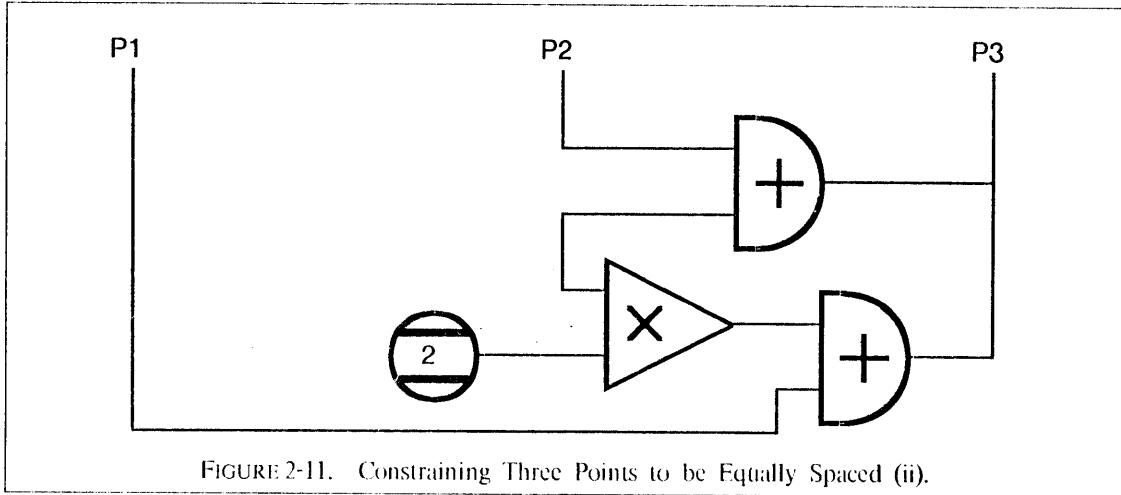 P1 P2 P3
+
×
2
+
FIGURE 2-11. Constraining Three Points to be Equally Spaced (ii).